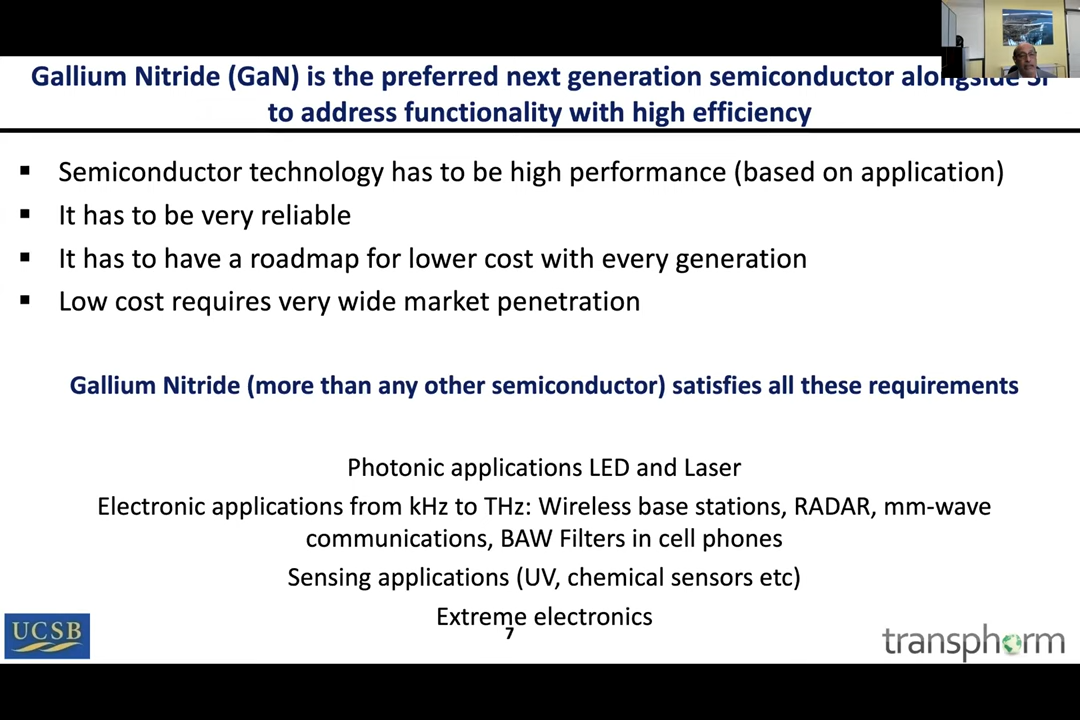 Gallium Nitride (GaN) is the preferred next generation semiconductor alongside Si
to address functionality with high efficiency
▪ Semiconductor technology has to be high performance (based on application)
▪ It has to be very reliable
▪ It has to have a roadmap for lower cost with every generation
▪ Low cost requires very wide market penetration
Gallium Nitride (more than any other semiconductor) satisfies all these requirements
Photonic applications LED and Laser
Electronic applications from kHz to THz: Wireless base stations, RADAR, mm-wave
communications, BAW Filters in cell phones
Sensing applications (UV, chemical sensors etc)
Extreme electronics
7
UCSB
transphorm